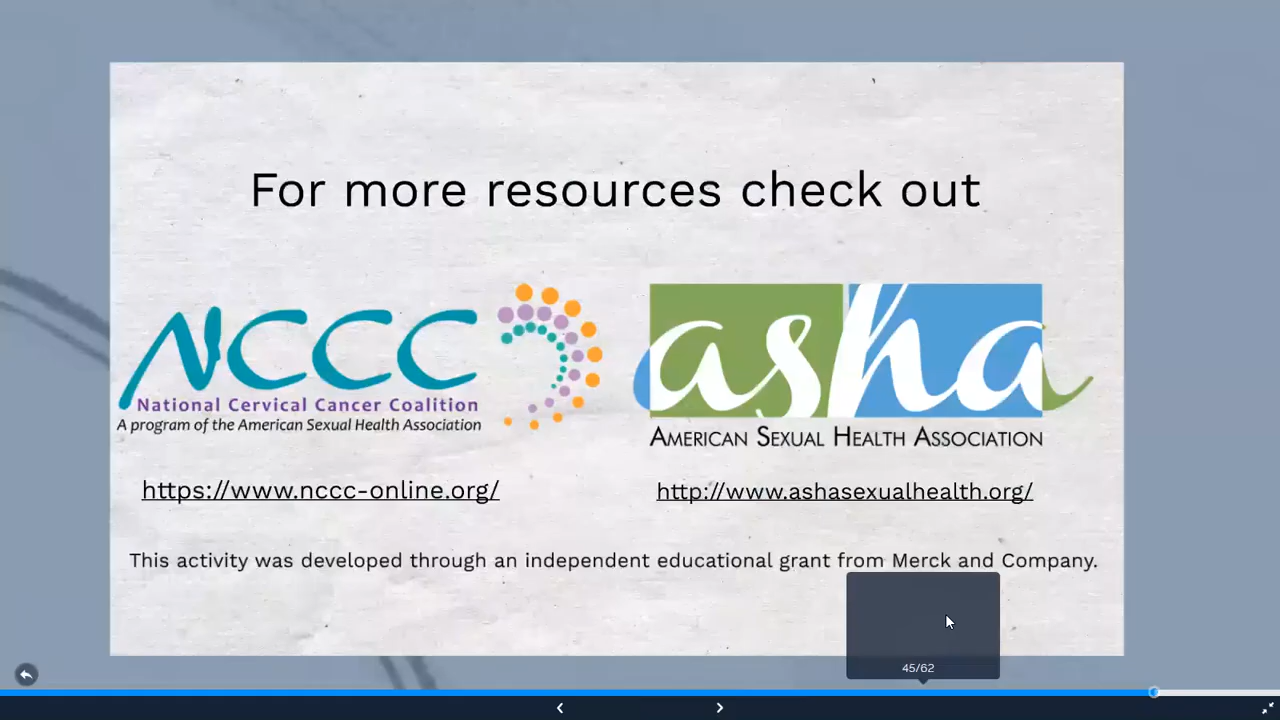 For more resources check out
NCCC
National Cervical Cancer Coalition
A program of the American Sexual Health Association
asha
AMERICAN SEXUAL HEALTH ASSOCIATION
https://www.nccc-online.org/
http://www.ashasexualhealth.org/
This activity was developed through an independent educational grant from Merck and Company.
45/62